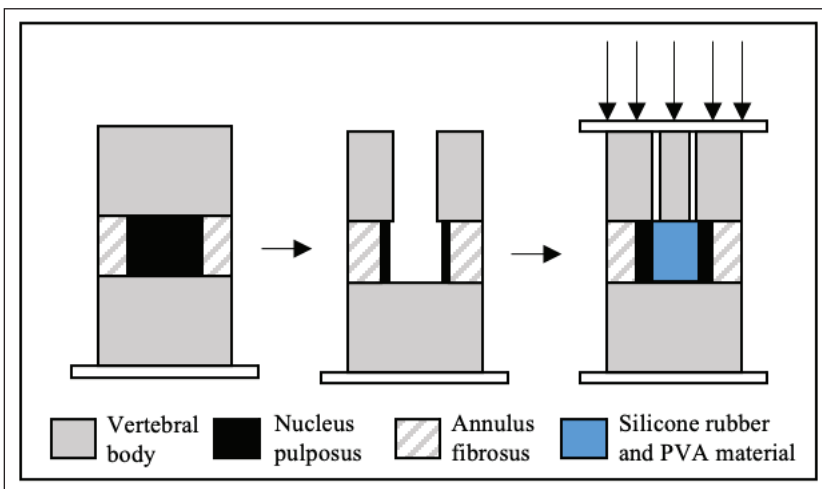 Vertebral
body
Nucleus
pulposus
Annulus
fibrosus
Silicone rubber
and PVA material